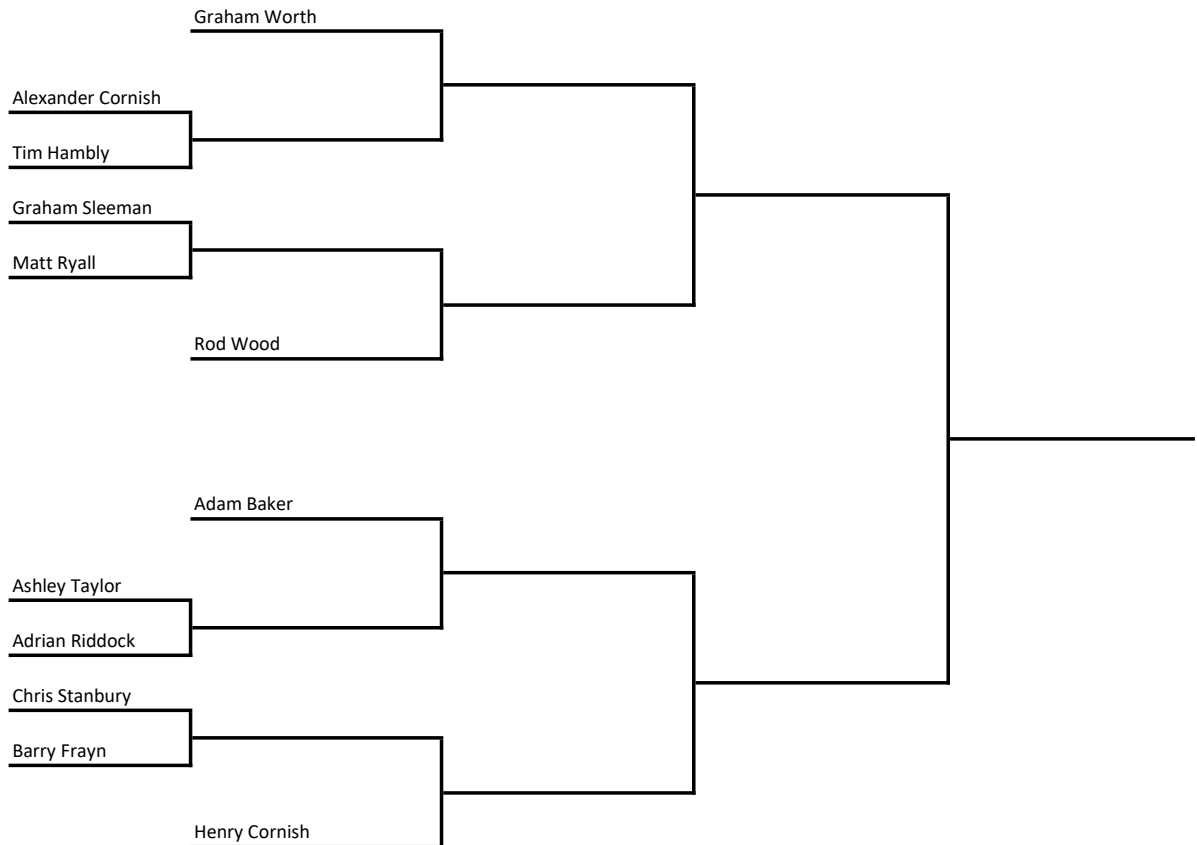 Graham Worth
Alexander Cornish
Tim Hambly
Graham Sleeman
Matt Ryall
Rod Wood
Adam Baker
Ashley Taylor
Adrian Riddock
Chris Stanbury
Barry Frayn
Henry Cornish